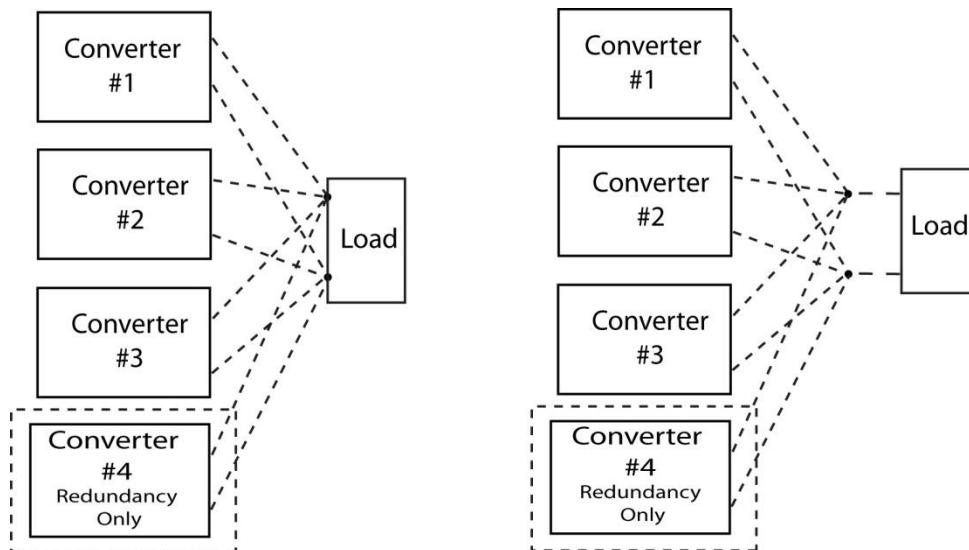 Converter
#1
Converter
#2
Converter
#3
Converter
#4
Redundancy
Only
Load
Converter
#1
Converter
#2
Converter
#3
Converter
#4
Redundancy
Only
Load